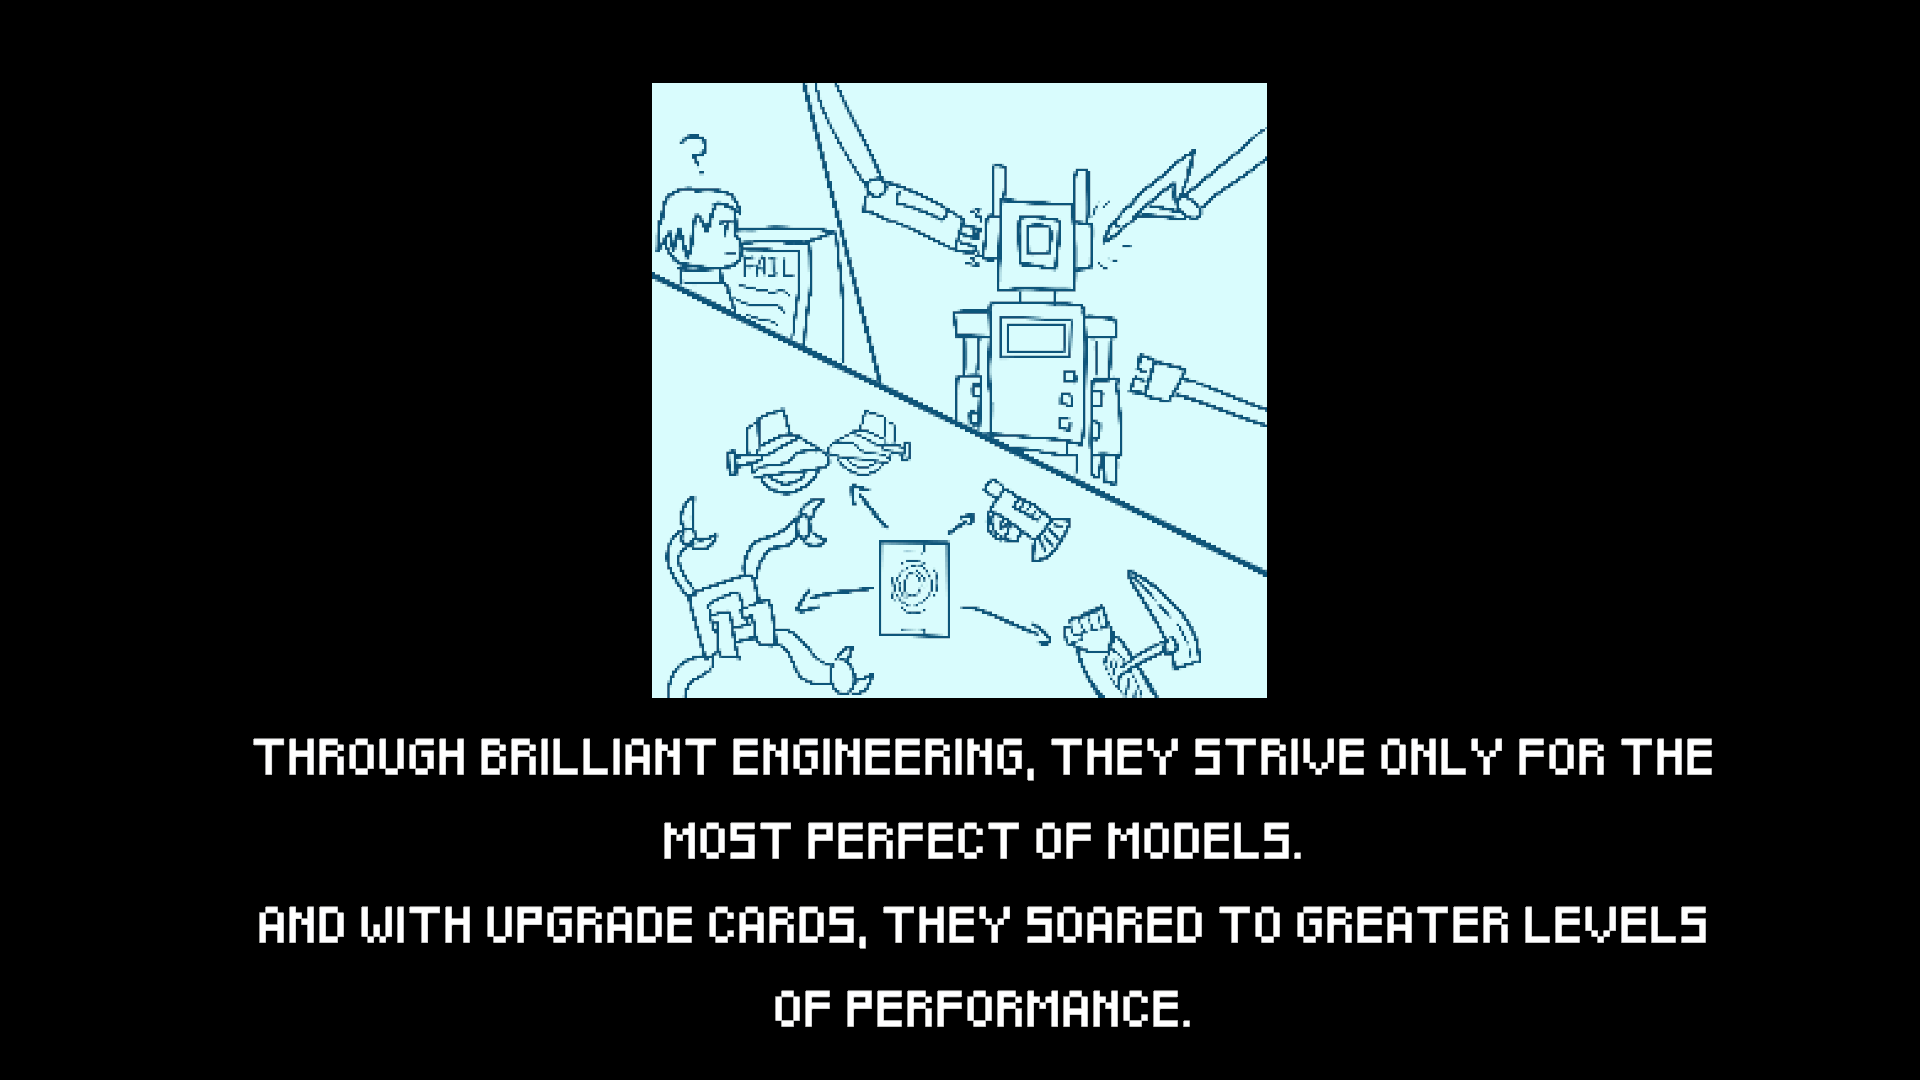 ?
FAIL
THROUGH BRILLIANT ENGINEERING, THEY STRIVE ONLY FOR THE
MOST PERFECT OF MODELS.
AND WITH UPGRADE CARDS, THEY SOARED TO GREATER LEVELS
OF PERFORMANCE.